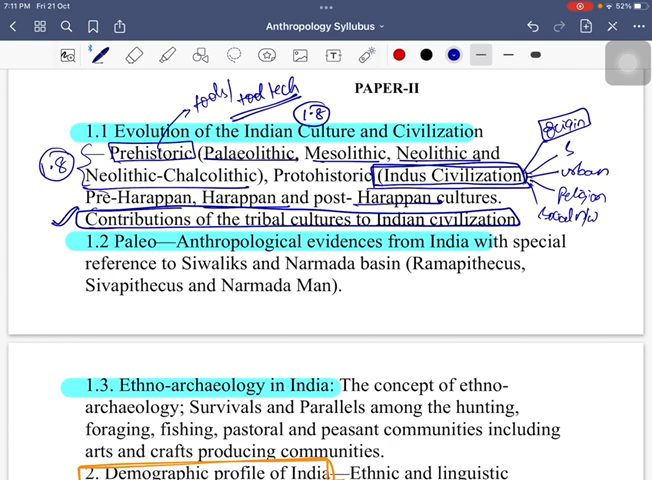 7:11 PM Fri 21 Oct
52%
Anthropology Syllabus
PAPER-II
tools/ tool tech
1.8
1.1 Evolution of the Indian Culture and Civilization
origin
1.8
— Prehistoric (Palaeolithic, Mesolithic, Neolithic and
Neolithic-Chalcolithic), Protohistoric (Indus Civilization)
urban
Pre-Harappan, Harappan and post- Harappan cultures.
Religion
Contributions of the tribal cultures to Indian civilization
1.2 Paleo—Anthropological evidences from India with special
reference to Siwaliks and Narmada basin (Ramapithecus,
Sivapithecus and Narmada Man).
1.3. Ethno-archaeology in India: The concept of ethno-
archaeology; Survivals and Parallels among the hunting,
foraging, fishing, pastoral and peasant communities including
arts and crafts producing communities.
2. Demographic profile of India—Ethnic and linguistic